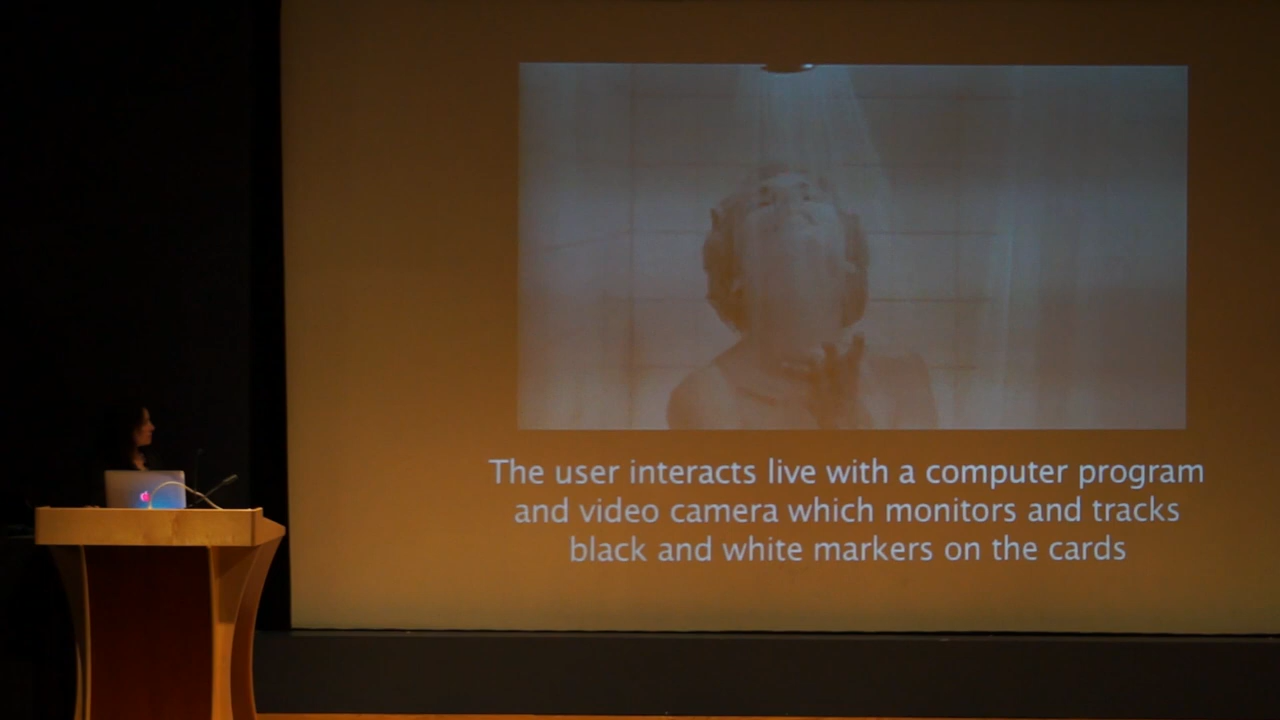 The user interacts live with a computer program
and video camera which monitors and tracks
black and white markers on the cards